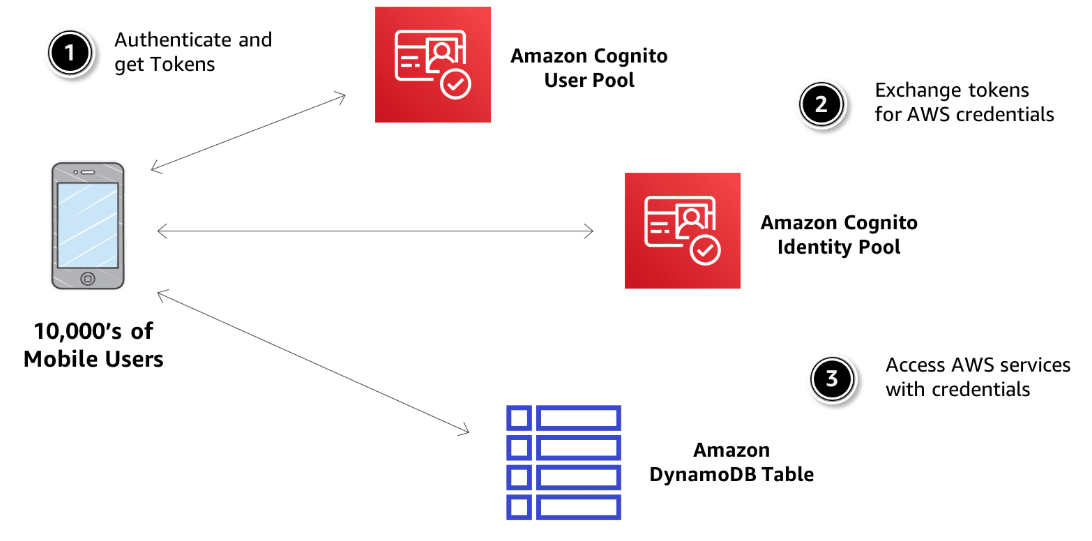 1
Authenticate and
get Tokens
Amazon Cognito
User Pool
2
Exchange tokens
for AWS credentials
Amazon Cognito
Identity Pool
10,000's of
Mobile Users
3
Access AWS services
with credentials
Amazon
DynamoDB Table